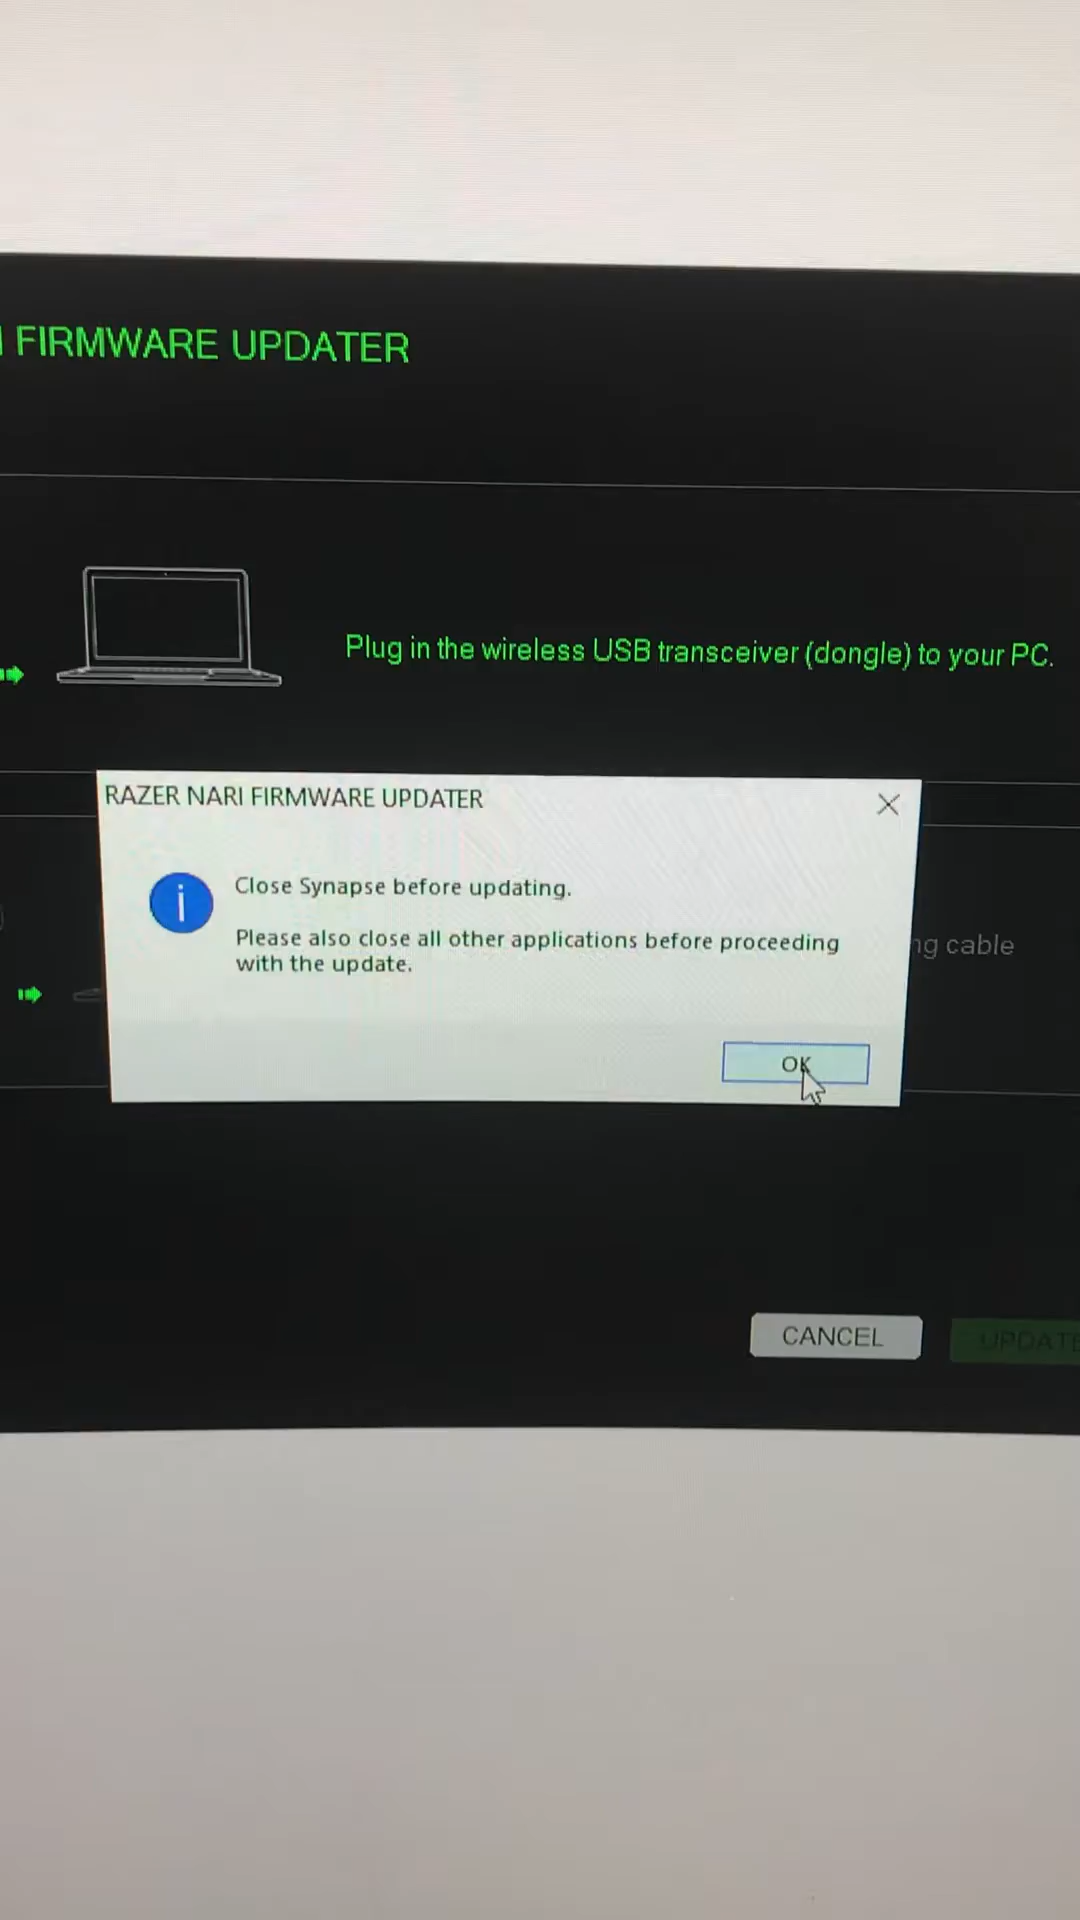 FIRMWARE UPDATER
Plug in the wireless USB transceiver (dongle) to your PC.
RAZER NARI FIRMWARE UPDATER
Close Synapse before updating.
Please also close all other applications before proceeding
with the update.
cable
OK
CANCEL